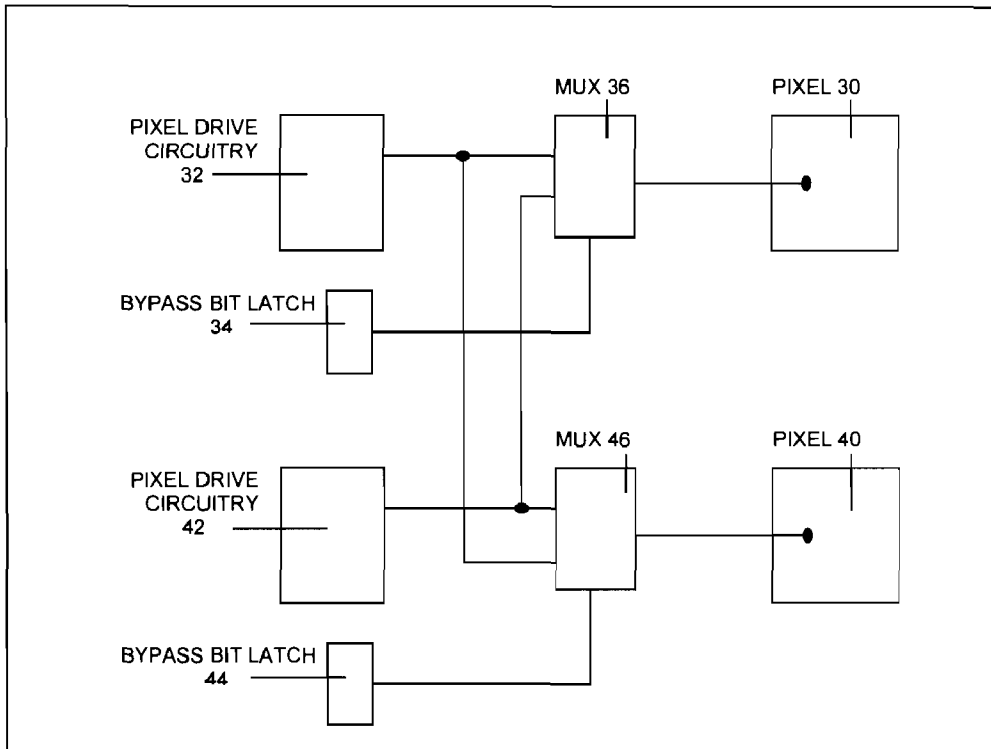 MUX 36
PIXEL 30
PIXEL DRIVE
CIRCUITRY
32
BYPASS BIT LATCH
34
MUX 46
PIXEL 40
PIXEL DRIVE
CIRCUITRY
42
BYPASS BIT LATCH
44